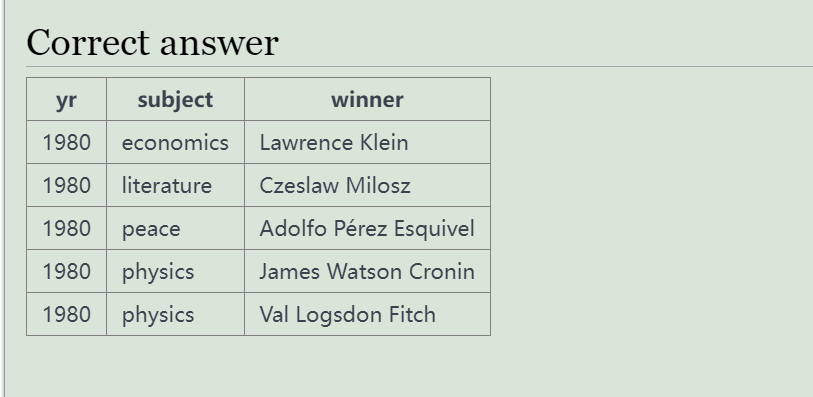 Correct answer
yr subject winner
1980 economics Lawrence Klein
1980 literature Czeslaw Milosz
1980 peace Adolfo Pérez Esquivel
1980 physics James Watson Cronin
1980 physics Val Logsdon Fitch